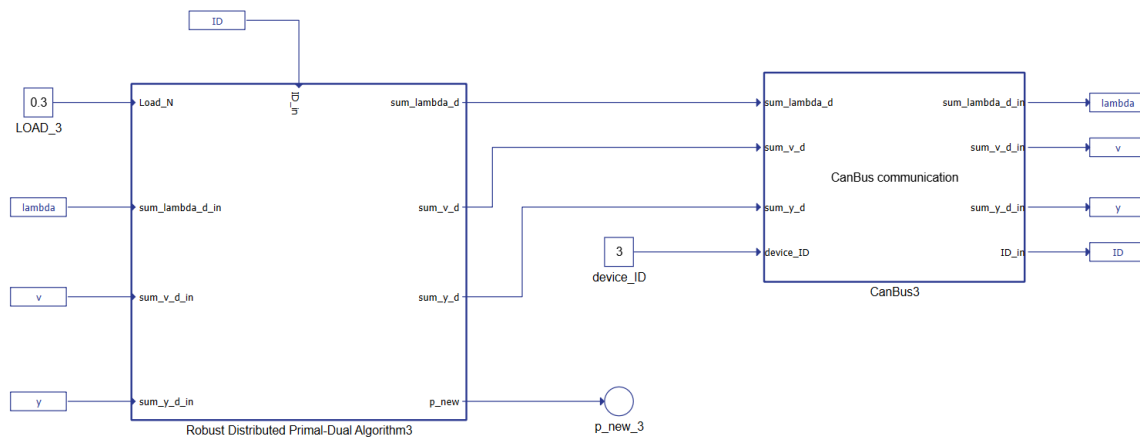 ID
0.3
LOAD_3
lambda
v
y
Load_N
ID_in
sum_lambda_d_in
sum_v_d_in
sum_y_d_in
sum_lambda_d
sum_v_d
sum_y_d
p_new
Robust Distributed Primal-Dual Algorithm3
p_new_3
3
device_ID
sum_lambda_d
sum_v_d
sum_y_d
device_ID
CanBus communication
sum_lambda_d_in
sum_v_d_in
sum_y_d_in
ID_in
CanBus3
lambda
v
y
ID